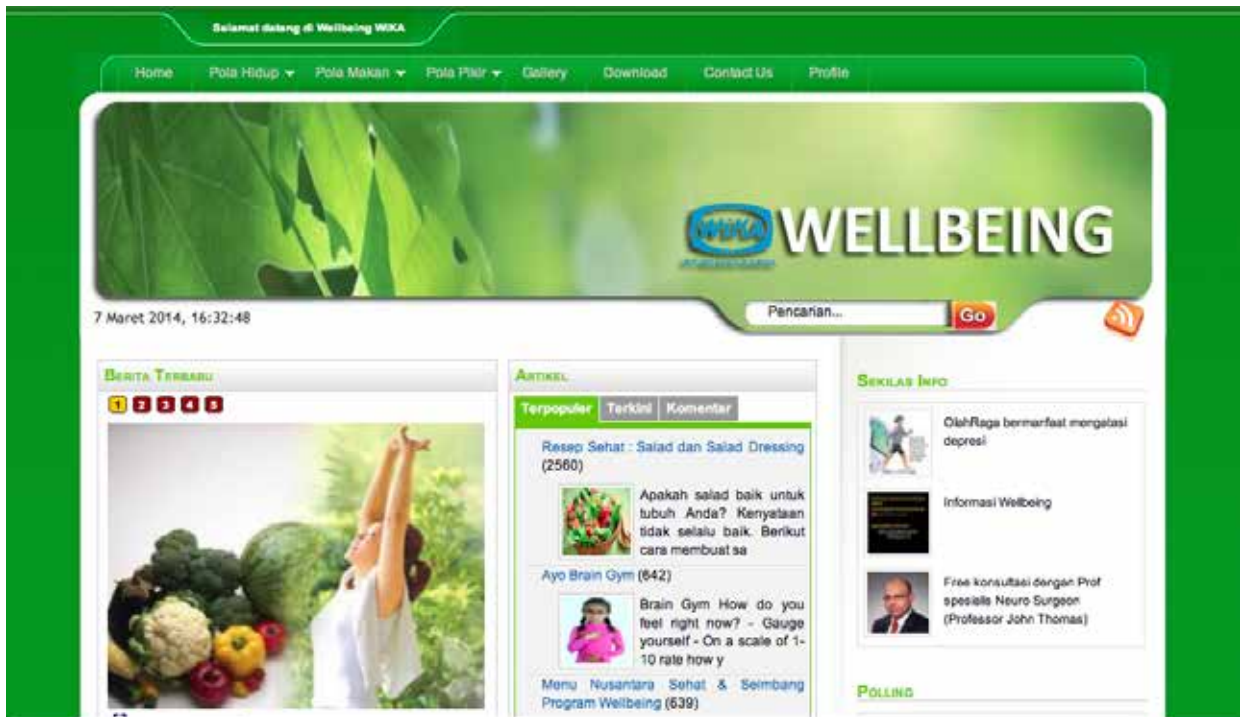 Selamat datang di Wellbeing WIKA
Home Pola Hidup Pola Makan Pola Pikir Gallery Download Contact Us Profile
WIKA WELLBEING
7 Maret 2014, 16:32:48
Pencarian... Go
BERITA TERBARU
1 2 3 4 5
ARTIKEL
Terpopuler Terkini Komentar
Resep Sehat : Salad dan Salad Dressing
(2560)
Apakah salad baik untuk
tubuh Anda? Kenyataan
tidak selalu baik. Berikut
cara membuat sa
Ayo Brain Gym (642)
Brain Gym How do you
feel right now? - Gauge
yourself - On a scale of 1-
10 rate how y
Menu Nusantara Sehat & Seimbang
Program Wellbeing (639)
SEKILAS INFO
OlahRaga bermarfaat mengatasi
depresi
Informasi Wellbeing
Free konsultasi dengan Prof
spesialis Neuro Surgeon
(Professor John Thomas)
POLLING